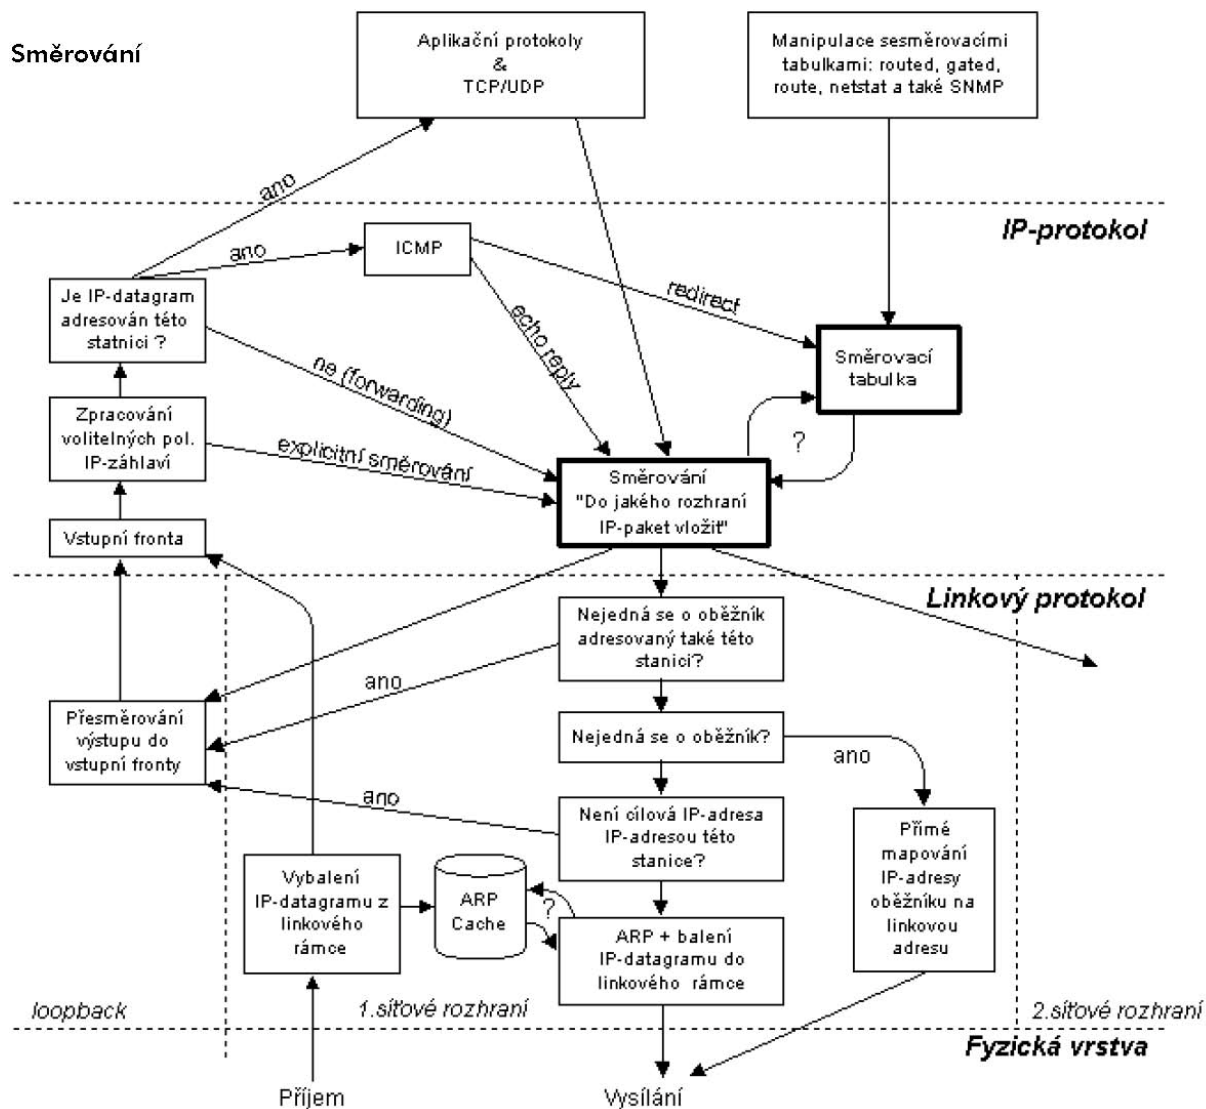 Směrování
Aplikační protokoly
&
TCP/UDP
Manipulace sesměrovacími
tabulkami: routed, gated,
route, netstat a také SNMP
ano
IP-protokol
ano
ICMP
redirect
echo reply
Je IP-datagram
adresován této
statnici ?
ne (forwarding)
Směrovací
tabulka
?
Zpracování
volitelných pol.
IP-záhlaví
explicitní směrování
Směrování
"Do jakého rozhraní
IP-paket vložit"
Vstupní fronta
Linkový protokol
Nejedná se o oběžník
adresovaný také této
stanici?
ano
Přesměrování
výstupu do
vstupní fronty
Nejedná se o oběžník?
ano
ano
Není cílová IP-adresa
IP-adresou této
stanice?
Přímé
mapování
IP-adresy
oběžníku na
linkovou
adresu
Vybalení
IP-datagramu z
linkového
rámce
ARP
Cache
?
ARP + balení
IP-datagramu do
linkového rámce
loopback
1.síťové rozhraní
2.síťové rozhraní
Fyzická vrstva
Příjem
Vysílání